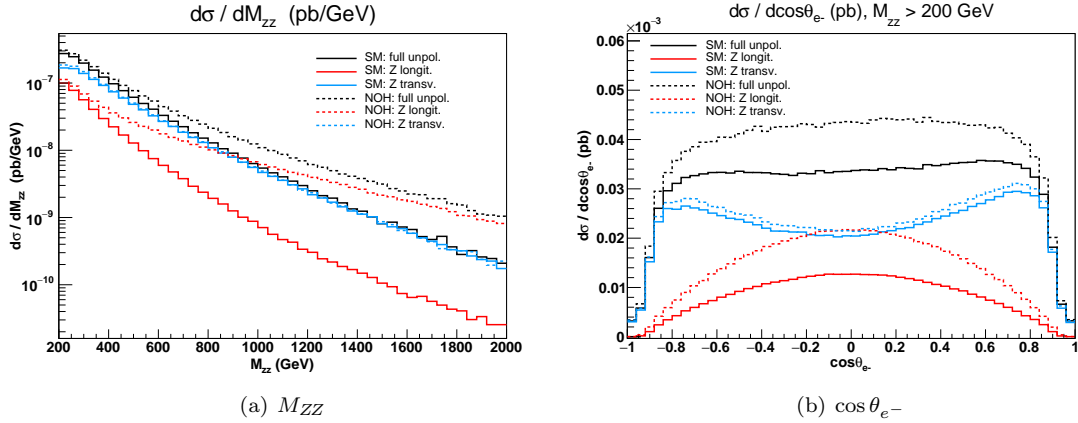 dσ / dM_zz (pb/GeV)
dσ / dM_zz (pb/GeV)
10^−7
10^−8
10^−9
10^−10
SM: full unpol.
SM: Z longit.
SM: Z transv.
NOH: full unpol.
NOH: Z longit.
NOH: Z transv.
200 400 600 800 1000 1200 1400 1600 1800 2000
M_zz (GeV)
(a) M_ZZ
dσ / dcosθ_e- (pb), M_zz > 200 GeV
×10^−3
dσ / dcosθ_e- (pb)
0.06
0.05
0.04
0.03
0.02
0.01
0
SM: full unpol.
SM: Z longit.
SM: Z transv.
NOH: full unpol.
NOH: Z longit.
NOH: Z transv.
−1 −0.8 −0.6 −0.4 −0.2 0 0.2 0.4 0.6 0.8 1
cosθ_e-
(b) cos θ_e−